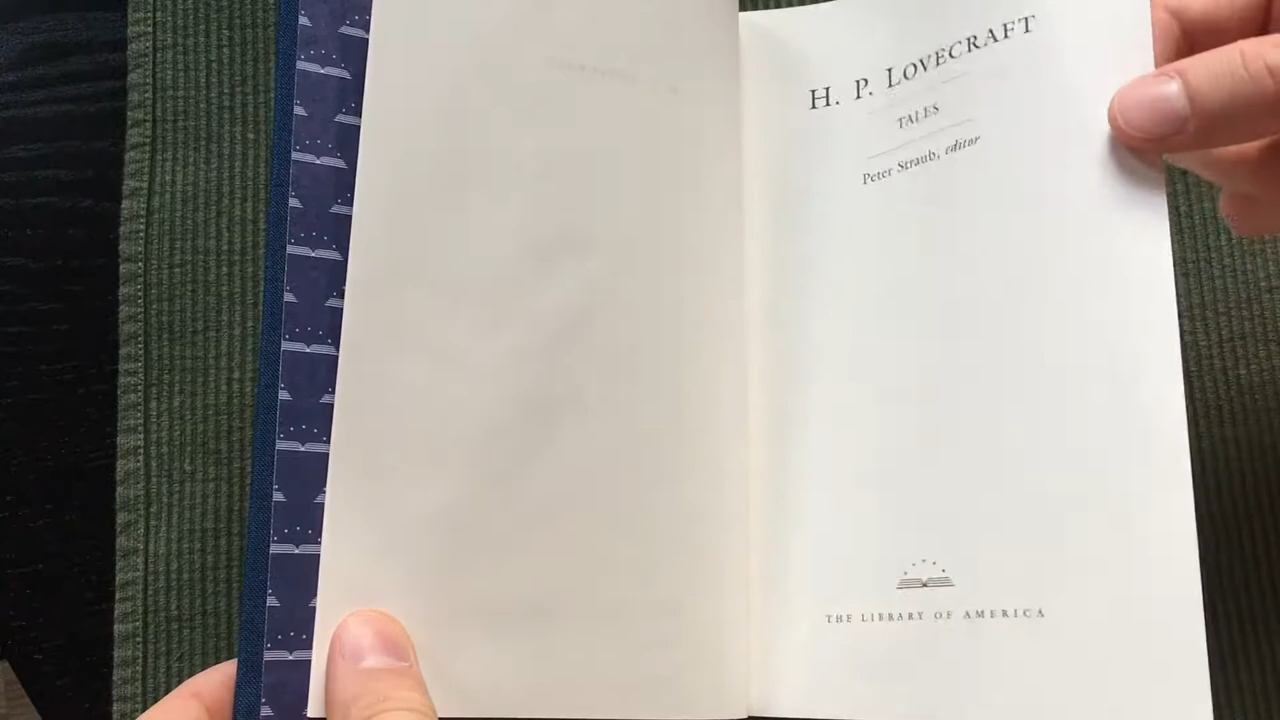 H. P. LOVECRAFT
TALES
Peter Straub, editor
THE LIBRARY OF AMERICA